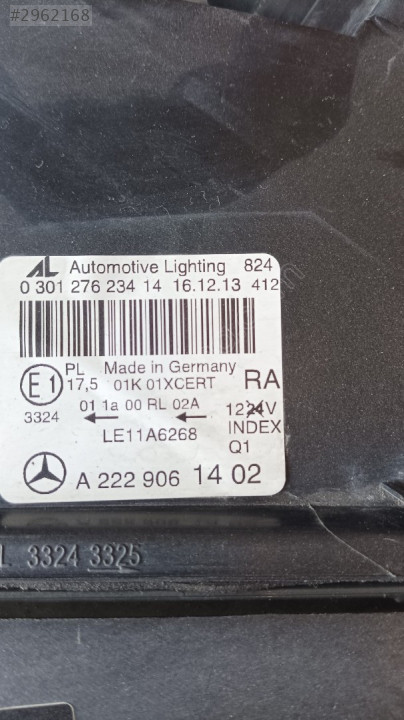 #2962168
AL Automotive Lighting 824
0 301 276 234 14 16.12.13 412
PL Made in Germany
E1 17,5 01K 01XCERT RA
01 1a 00 RL 02A
3324 ← ← 1224V
LE11A6268 INDEX
Q1
A 222 906 14 02
3324 3325